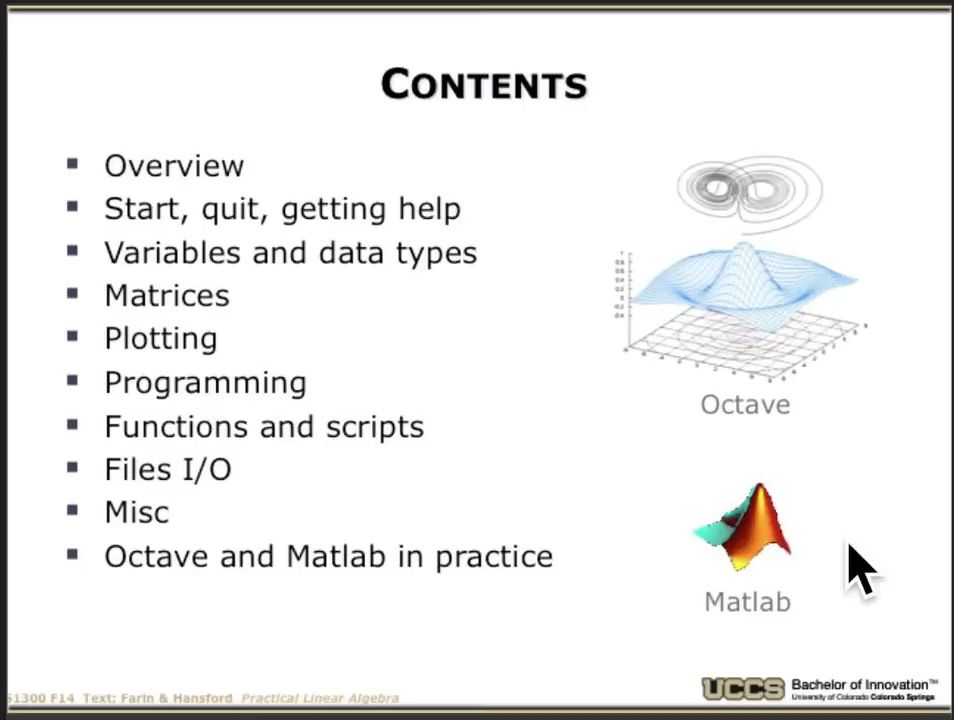 CONTENTS
Overview
Start, quit, getting help
Variables and data types
Matrices
Plotting
Programming
Functions and scripts
Files I/O
Misc
Octave and Matlab in practice
Octave
Matlab
S1300 F14 Text: Farin & Hansford Practical Linear Algebra
UCCS
Bachelor of Innovation™
University of Colorado Colorado Springs